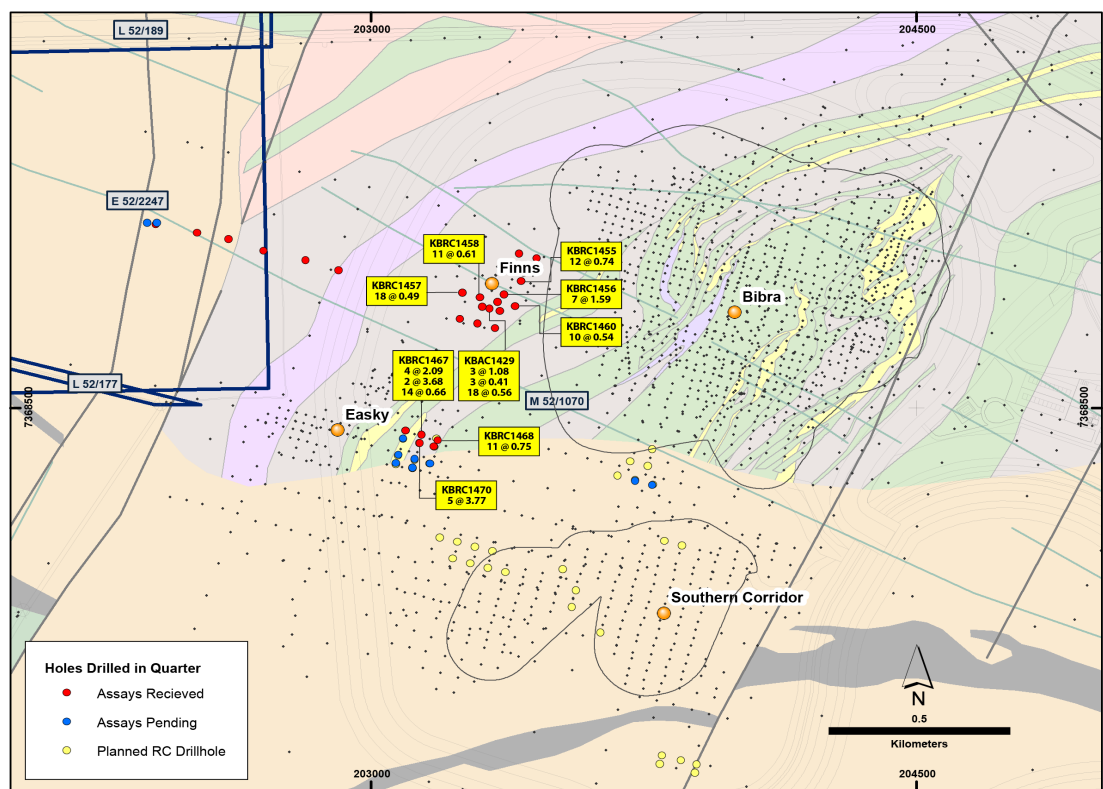 203000
204500
L 52/189
E 52/2247
KBRC1458
11 @ 0.61
KBRC1455
12 @ 0.74
Finns
KBRC1457
18 @ 0.49
KBRC1456
7 @ 1.59
Bibra
KBRC1460
10 @ 0.54
KBRC1467
4 @ 2.09
2 @ 3.68
14 @ 0.66
KBAC1429
3 @ 1.08
3 @ 0.41
18 @ 0.56
L 52/177
M 52/1070
7368500
7368500
Easky
KBRC1468
11 @ 0.75
KBRC1470
5 @ 3.77
Southern Corridor
Holes Drilled in Quarter
Assays Recieved
Assays Pending
Planned RC Drillhole
N
0.5
Kilometers
203000
204500